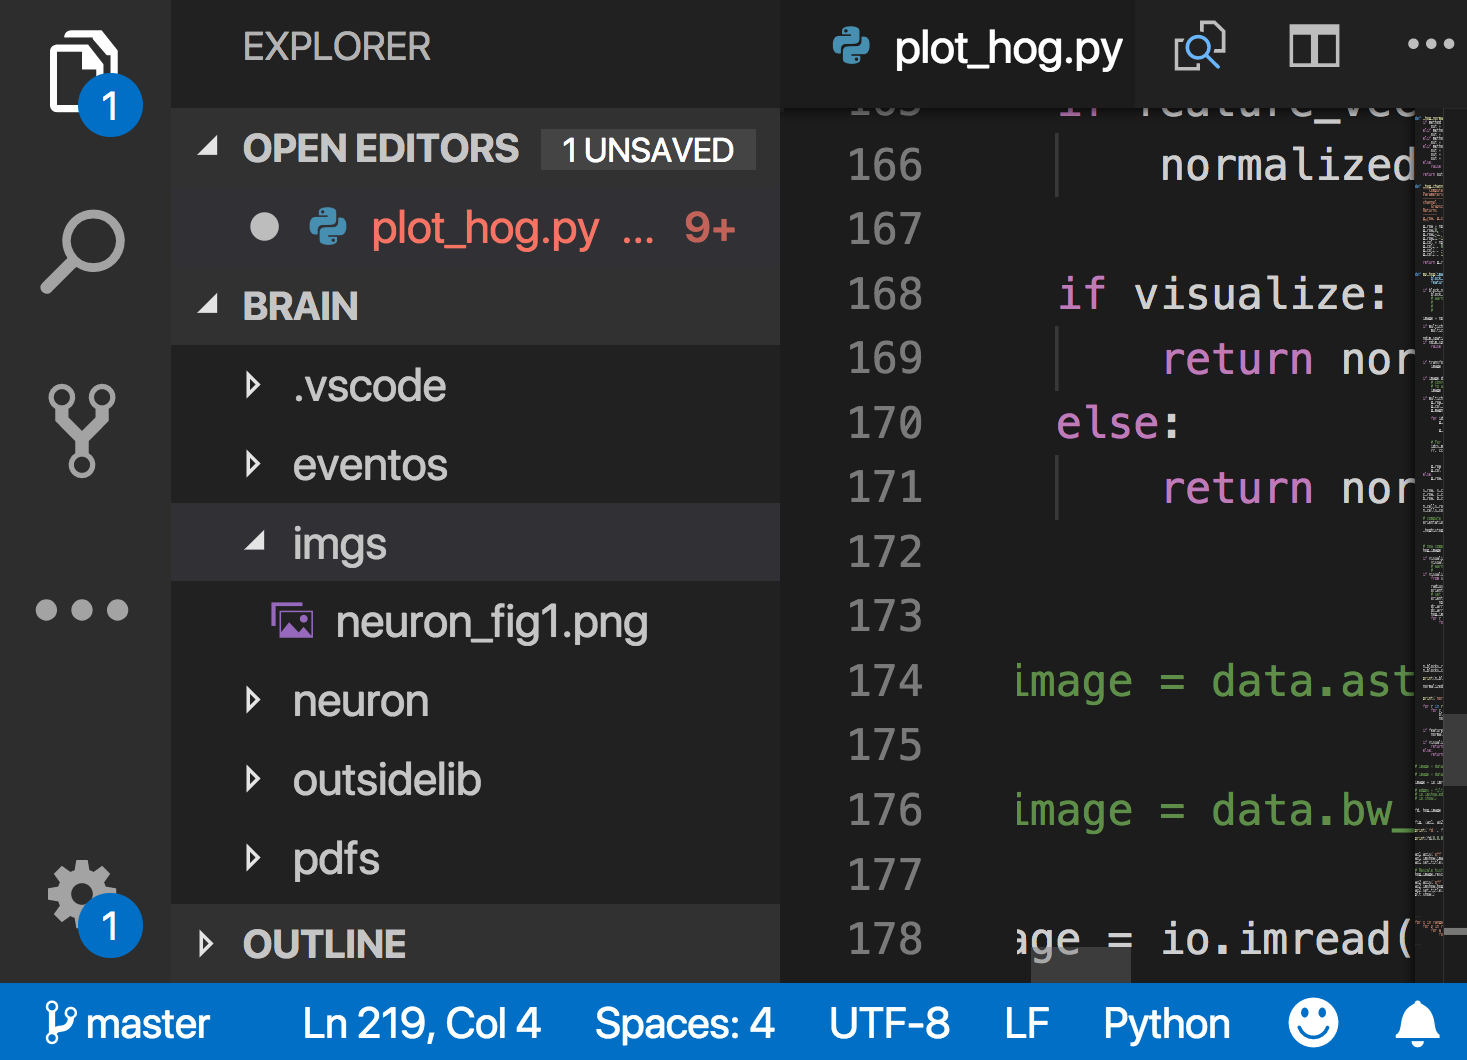 EXPLORER
plot_hog.py
1
OPEN EDITORS 1 UNSAVED
plot_hog.py ... 9+
BRAIN
.vscode
eventos
imgs
neuron_fig1.png
neuron
outsidelib
pdfs
OUTLINE
1
166 normalized
167
168 if visualize:
169 return nor
170 else:
171 return nor
172
173
174 image = data.ast
175
176 image = data.bw_
177
178 age = io.imread(
master Ln 219, Col 4 Spaces: 4 UTF-8 LF Python